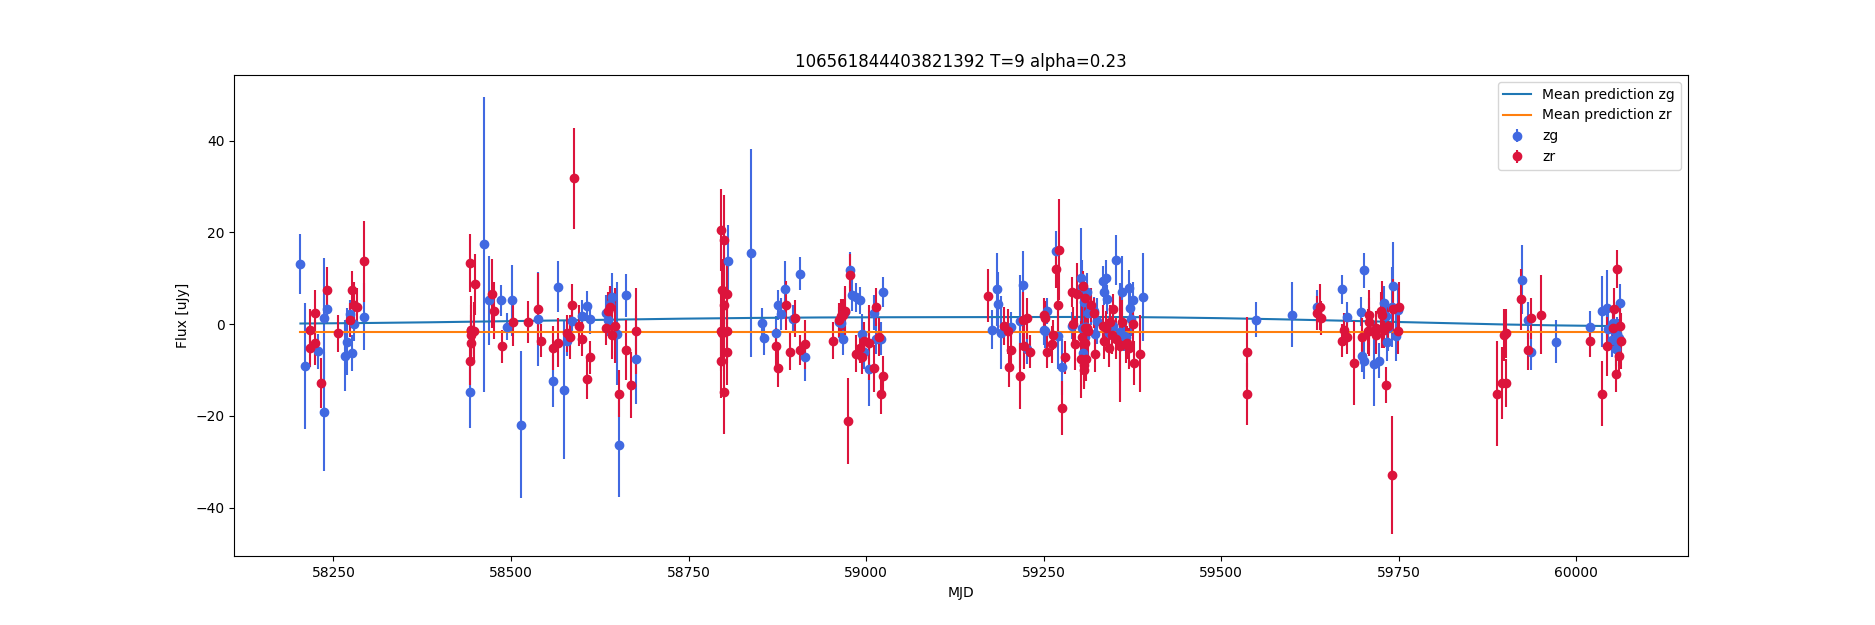 106561844403821392 T=9 alpha=0.23
Mean prediction zg
Mean prediction zr
zg
zr
Flux [uJy]
40
20
0
−20
−40
58250 58500 58750 59000 59250 59500 59750 60000
MJD